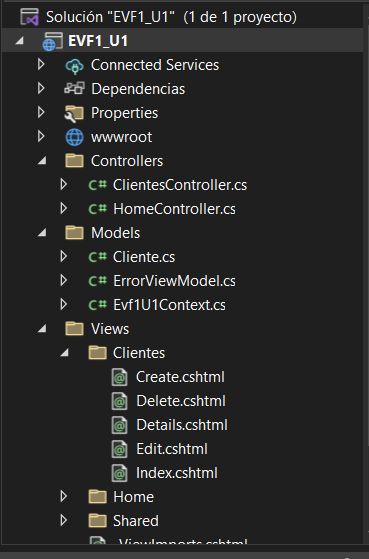 Solución "EVF1_U1" (1 de 1 proyecto)
EVF1_U1
Connected Services
Dependencias
Properties
wwwroot
Controllers
C# ClientesController.cs
C# HomeController.cs
Models
C# Cliente.cs
C# ErrorViewModel.cs
C# Evf1U1Context.cs
Views
Clientes
Create.cshtml
Delete.cshtml
Details.cshtml
Edit.cshtml
Index.cshtml
Home
Shared
_ViewImports.cshtml